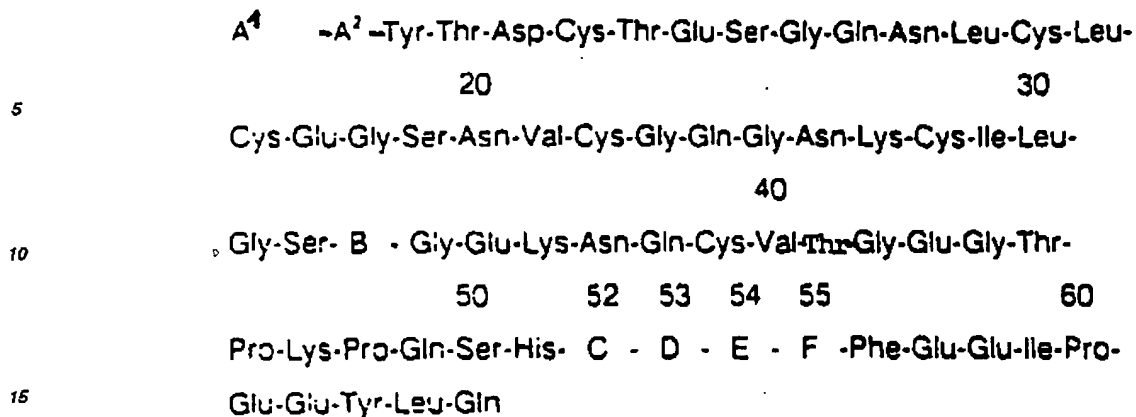 A⁴ -A² -Tyr-Thr-Asp-Cys-Thr-Glu-Ser-Gly-Gln-Asn-Leu-Cys-Leu-
20 30
5
Cys-Glu-Gly-Ser-Asn-Val-Cys-Gly-Gln-Gly-Asn-Lys-Cys-Ile-Leu-
40
10 Gly-Ser- B - Gly-Glu-Lys-Asn-Gln-Cys-Val-Thr-Gly-Glu-Gly-Thr-
50 52 53 54 55 60
Pro-Lys-Pro-Gln-Ser-His- C - D - E - F -Phe-Glu-Glu-Ile-Pro-
15 Glu-Glu-Tyr-Leu-Gln